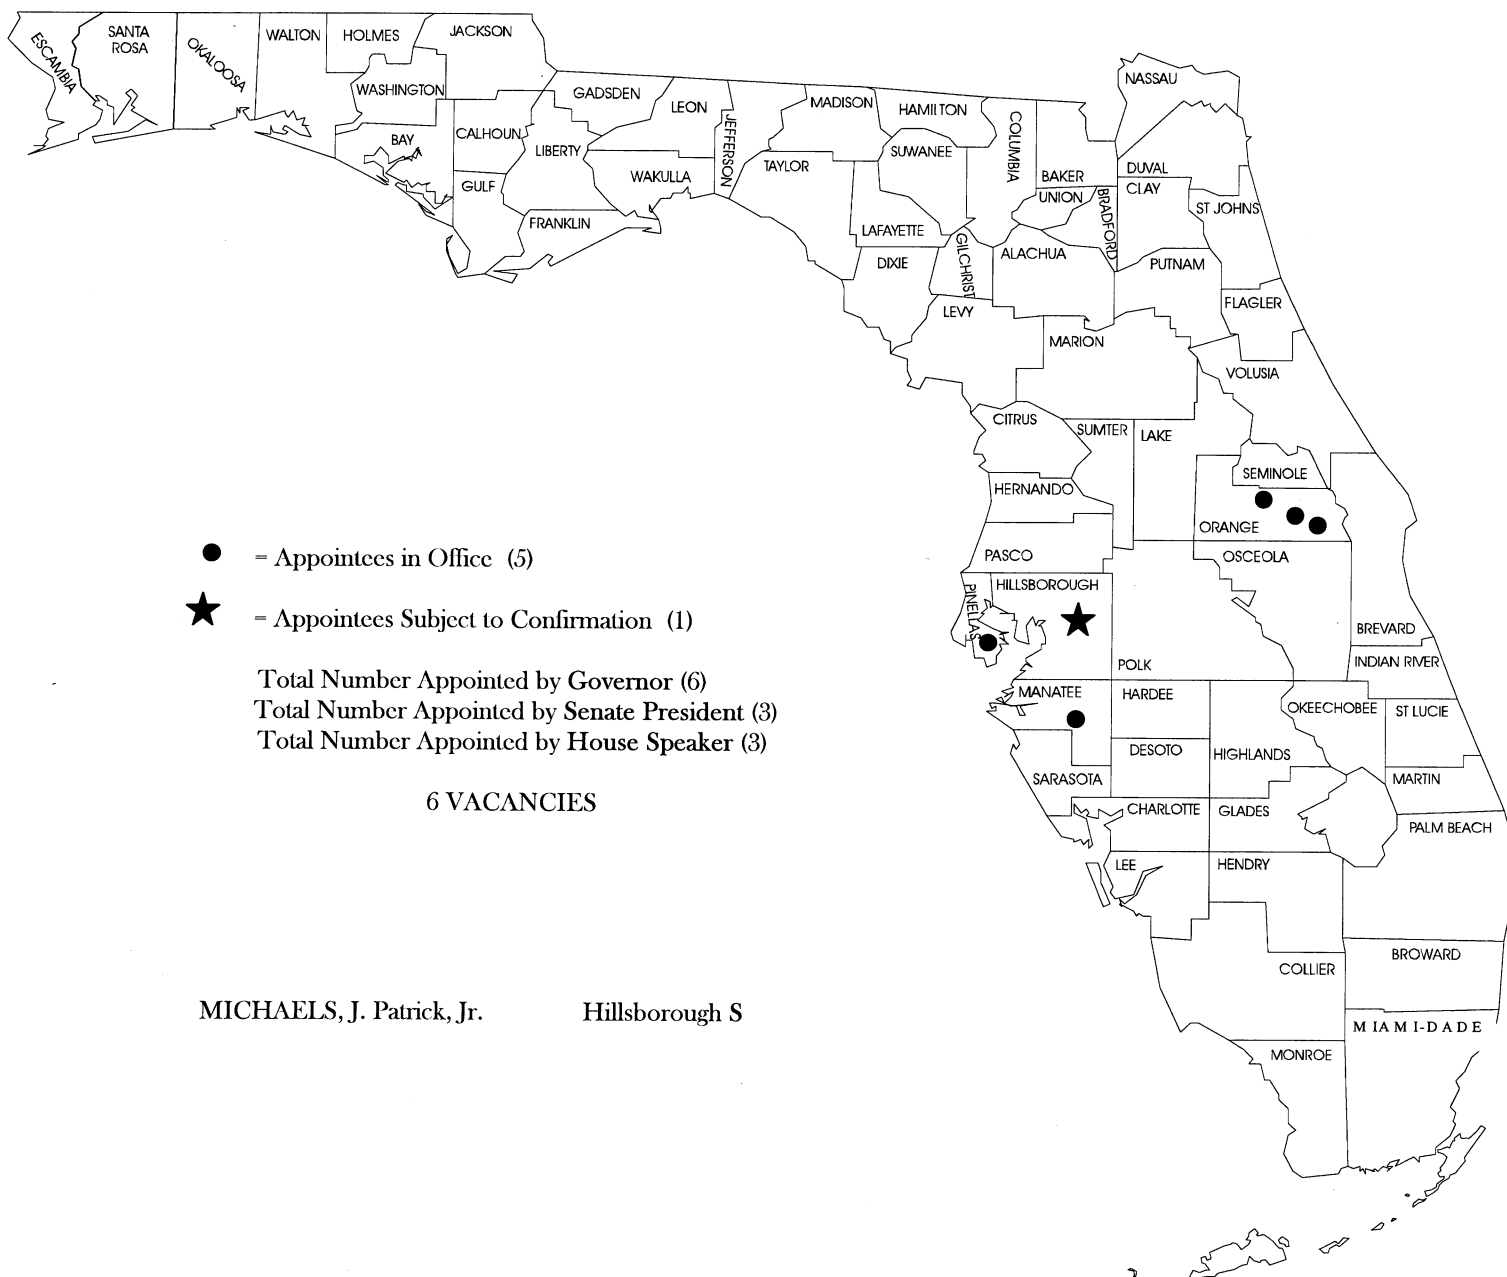 ESCAMBIA
SANTA
ROSA
OKALOOSA
WALTON
HOLMES
JACKSON
WASHINGTON
BAY
CALHOUN
GULF
GADSDEN
LIBERTY
FRANKLIN
LEON
WAKULLA
JEFFERSON
MADISON
TAYLOR
HAMILTON
SUWANEE
LAFAYETTE
DIXIE
COLUMBIA
GILCHRIST
BAKER
UNION
BRADFORD
ALACHUA
LEVY
NASSAU
DUVAL
CLAY
ST JOHNS
PUTNAM
FLAGLER
MARION
VOLUSIA
CITRUS
SUMTER
LAKE
SEMINOLE
HERNANDO
ORANGE
PASCO
OSCEOLA
HILLSBOROUGH
PINELLAS
BREVARD
POLK
INDIAN RIVER
MANATEE
HARDEE
OKEECHOBEE
ST LUCIE
DESOTO
HIGHLANDS
SARASOTA
MARTIN
CHARLOTTE
GLADES
PALM BEACH
LEE
HENDRY
BROWARD
COLLIER
MIAMI-DADE
MONROE
= Appointees in Office (5)
= Appointees Subject to Confirmation (1)
Total Number Appointed by Governor (6)
Total Number Appointed by Senate President (3)
Total Number Appointed by House Speaker (3)
6 VACANCIES
MICHAELS, J. Patrick, Jr. Hillsborough S